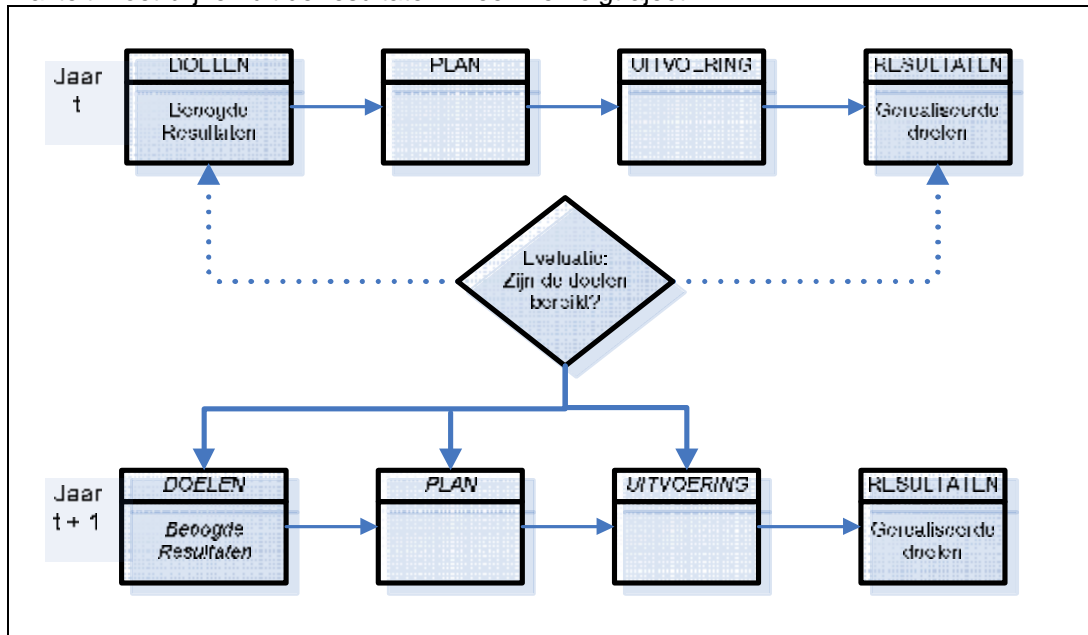 Jaar
t
DOELEN
Beoogde
Resultaten
PLAN
UITVOERING
RESULTATEN
Gerealiseerde
doelen
Evaluatie:
Zijn de doelen
bereikt?
Jaar
t + 1
DOELEN
Beoogde
Resultaten
PLAN
UITVOERING
RESULTATEN
Gerealiseerde
doelen